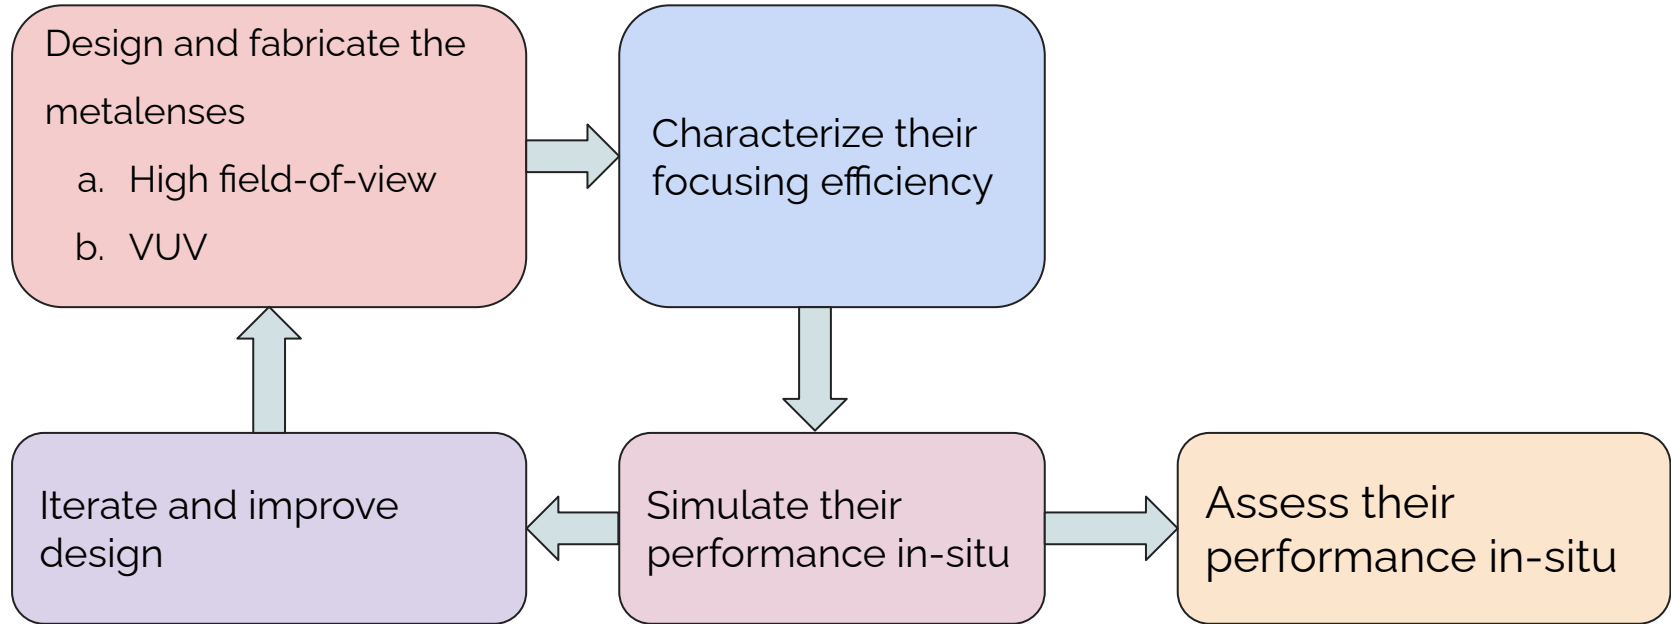 Design and fabricate the
metalenses
a. High field-of-view
b. VUV
Characterize their
focusing efficiency
Iterate and improve
design
Simulate their
performance in-situ
Assess their
performance in-situ